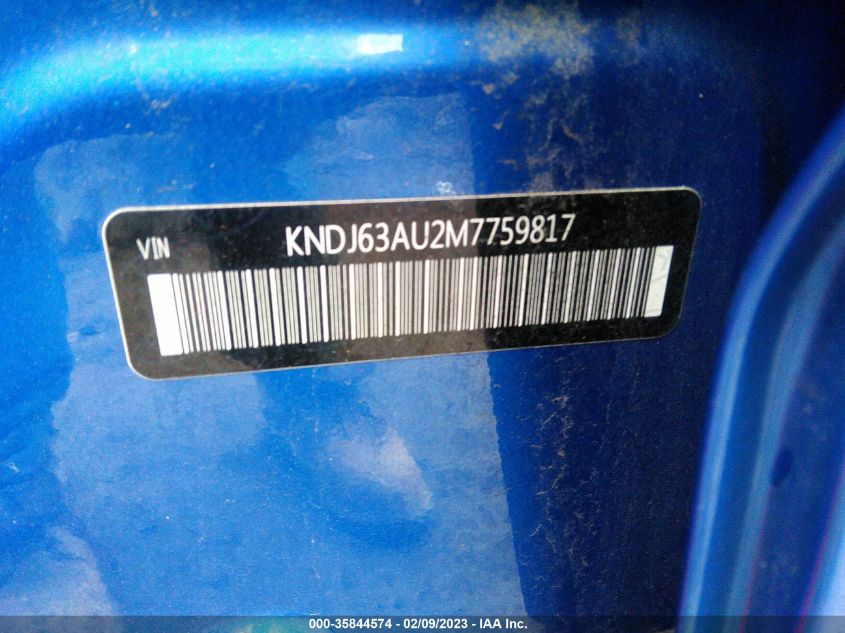 VIN KNDJ63AU2M7759817
000-35844574 - 02/09/2023 - IAA Inc.